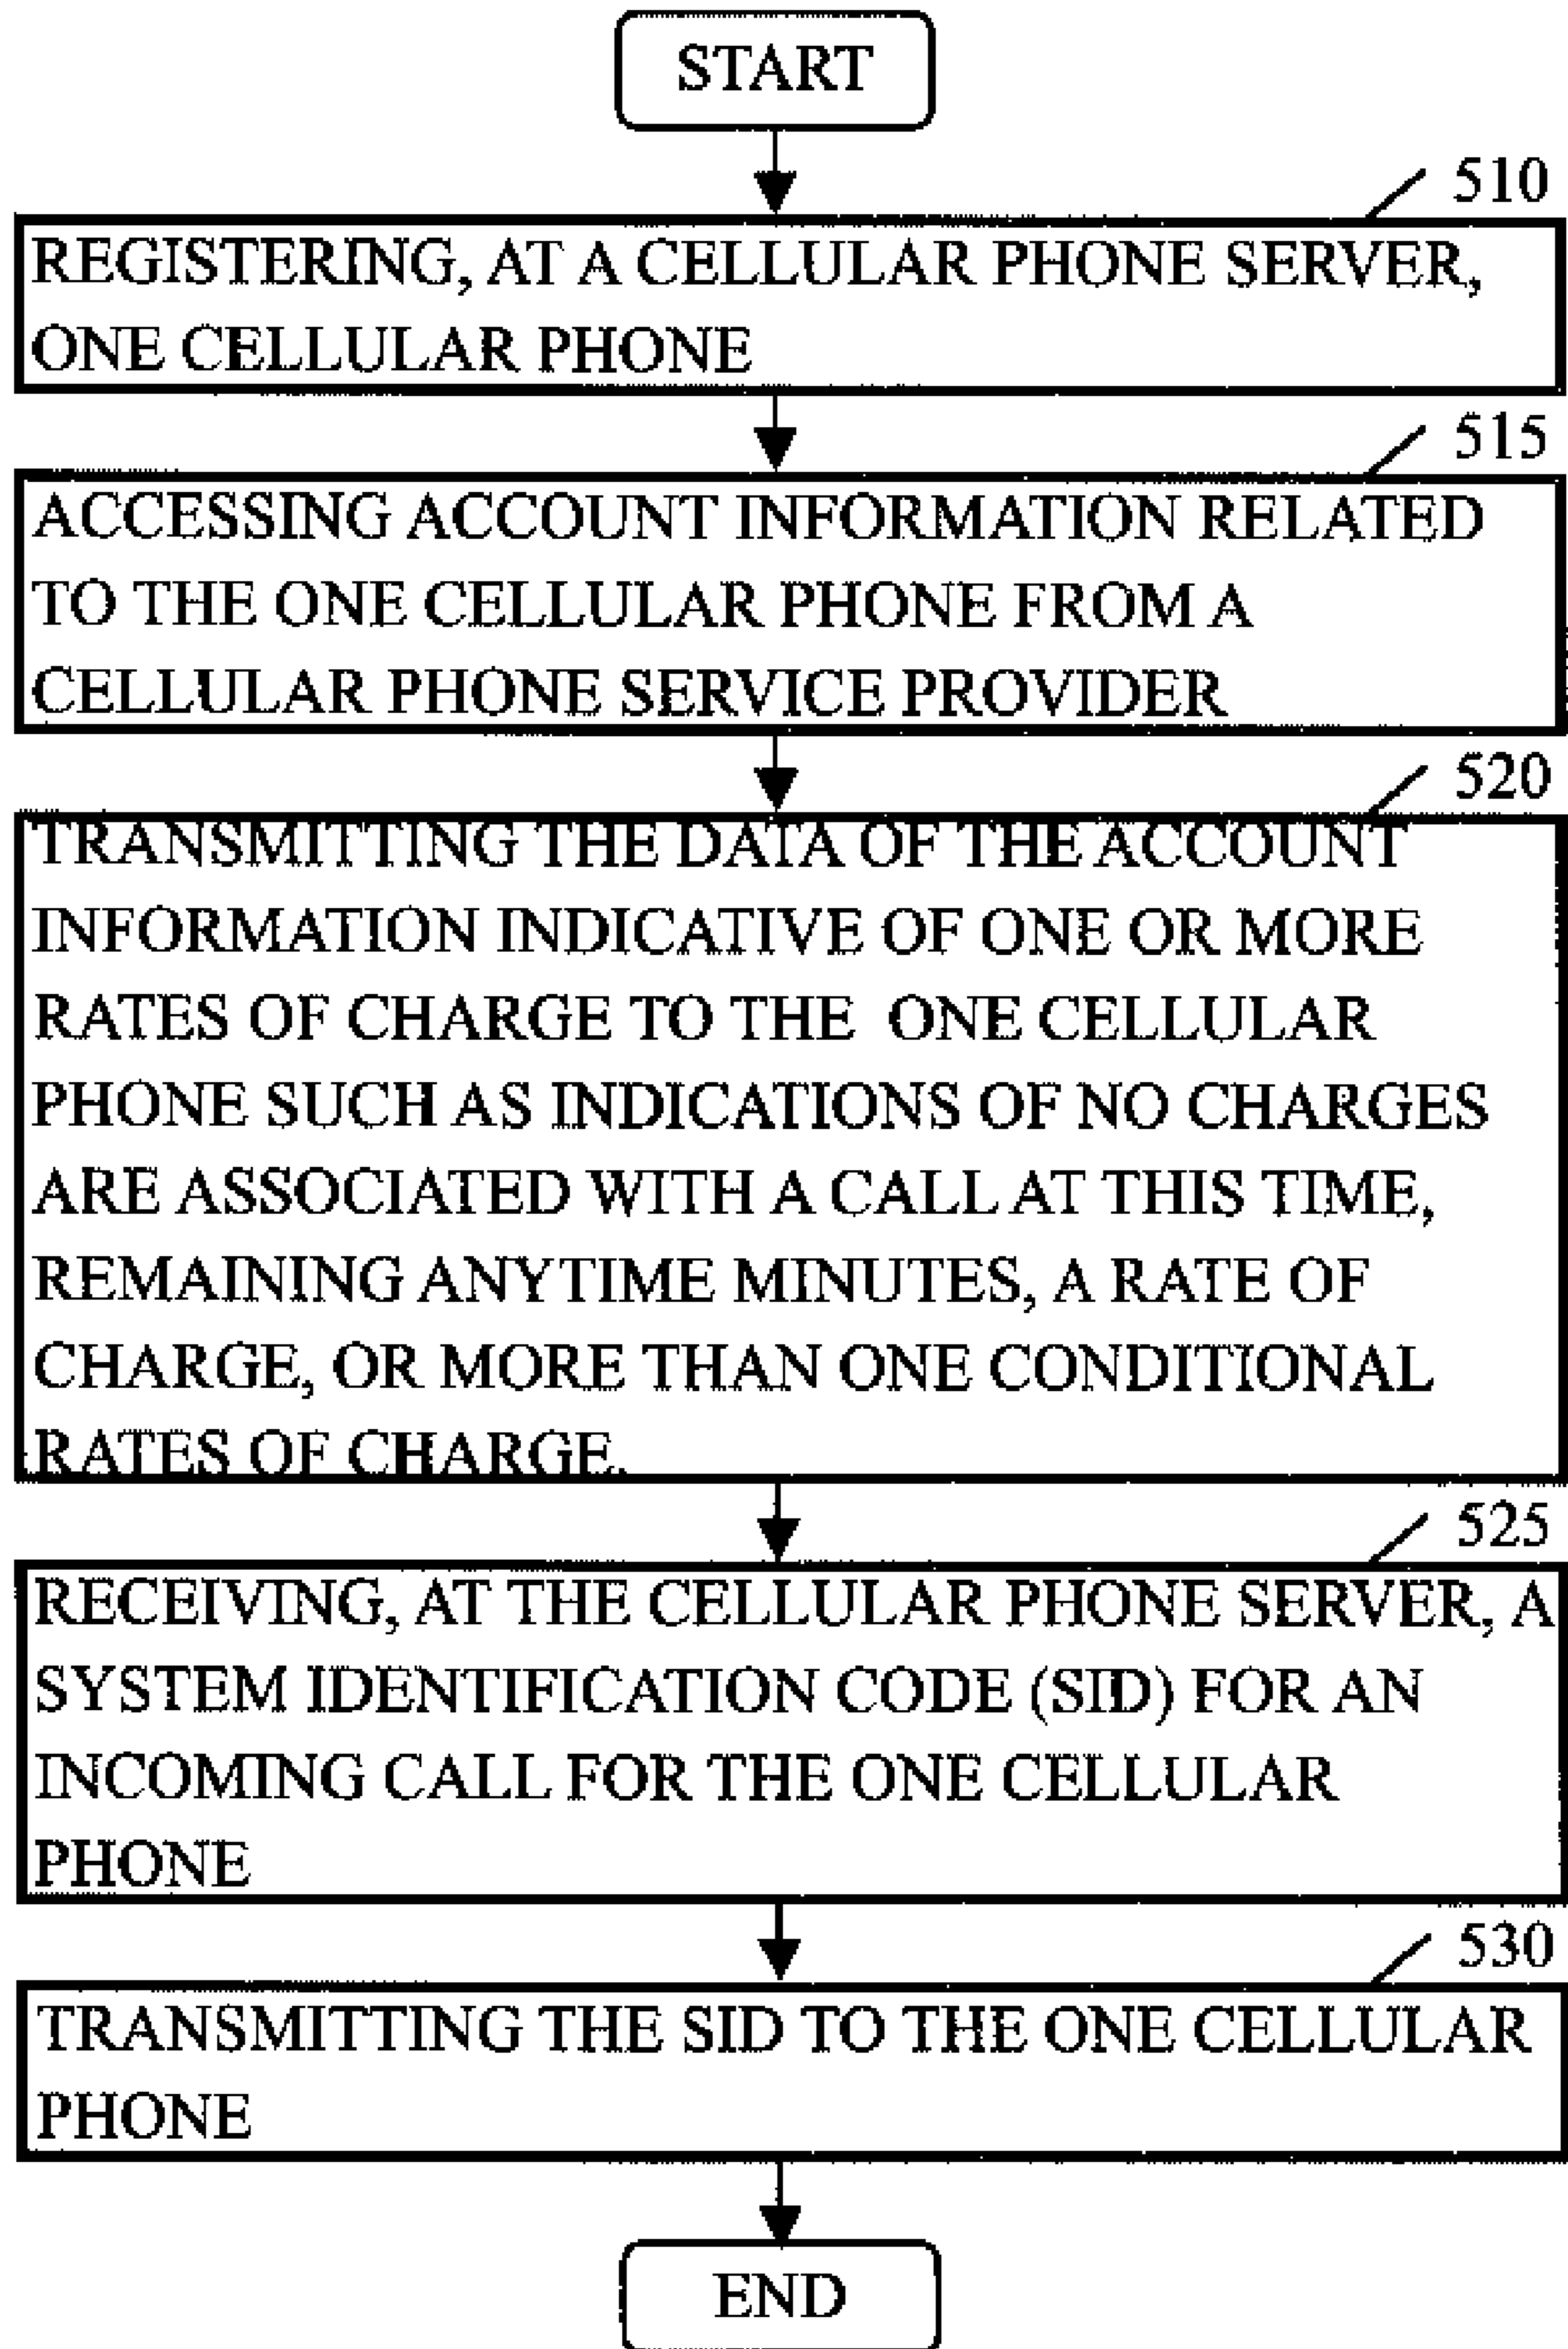 START
510
REGISTERING, AT A CELLULAR PHONE SERVER,
ONE CELLULAR PHONE
515
ACCESSING ACCOUNT INFORMATION RELATED
TO THE ONE CELLULAR PHONE FROM A
CELLULAR PHONE SERVICE PROVIDER
520
TRANSMITTING THE DATA OF THE ACCOUNT
INFORMATION INDICATIVE OF ONE OR MORE
RATES OF CHARGE TO THE ONE CELLULAR
PHONE SUCH AS INDICATIONS OF NO CHARGES
ARE ASSOCIATED WITH A CALL AT THIS TIME,
REMAINING ANYTIME MINUTES, A RATE OF
CHARGE, OR MORE THAN ONE CONDITIONAL
RATES OF CHARGE.
525
RECEIVING, AT THE CELLULAR PHONE SERVER, A
SYSTEM IDENTIFICATION CODE (SID) FOR AN
INCOMING CALL FOR THE ONE CELLULAR
PHONE
530
TRANSMITTING THE SID TO THE ONE CELLULAR
PHONE
END